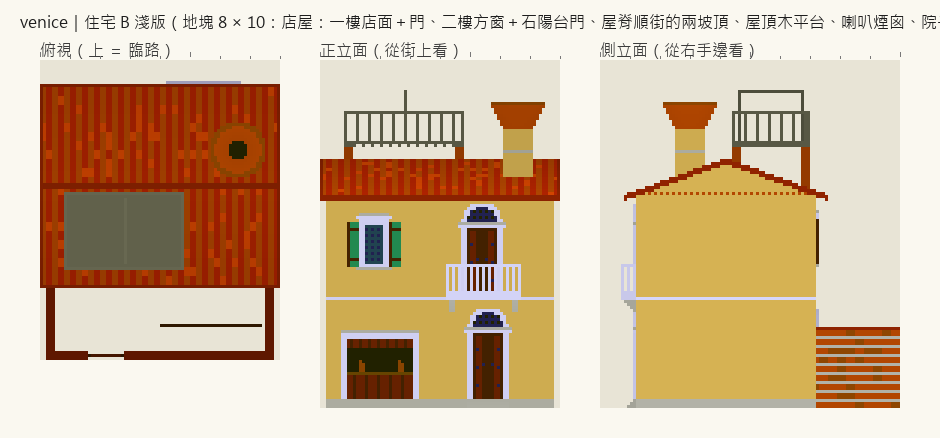 venice | 住宅 B 淺版 ( 地塊 8 × 10 : 店屋 : 一樓店面 + 門、二樓方窗 + 石陽台門、屋脊順街的兩坡頂、屋頂木平台、喇叭煙囪、院
俯視 ( 上 = 臨路 )
正立面 ( 從街上看 )
側立面 ( 從右手邊看 )